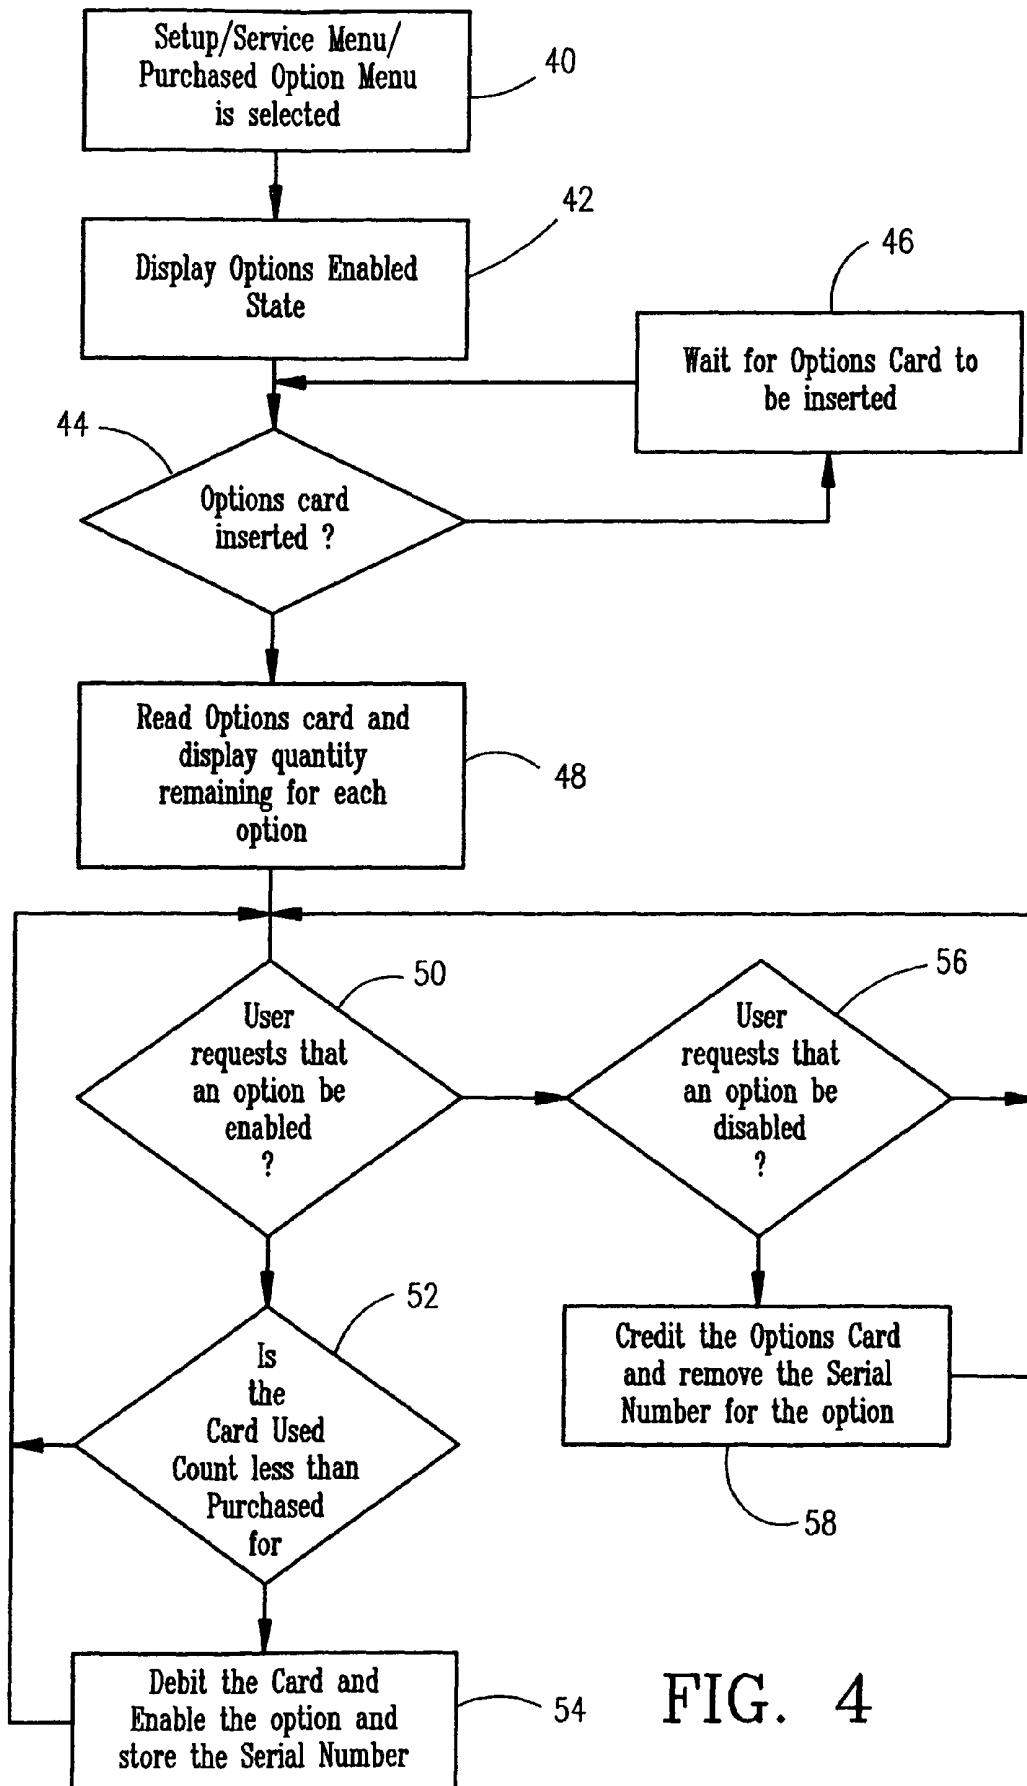 Setup/Service Menu/
Purchased Option Menu
is selected
40
Display Options Enabled
State
42
46
Wait for Options Card to
be inserted
44
Options card
inserted ?
Read Options card and
display quantity
remaining for each
option
48
50
User
requests that
an option be
enabled
?
56
User
requests that
an option be
disabled
?
52
Is
the
Card Used
Count less than
Purchased
for
Credit the Options Card
and remove the Serial
Number for the option
58
Debit the Card and
Enable the option and
store the Serial Number
54
FIG. 4